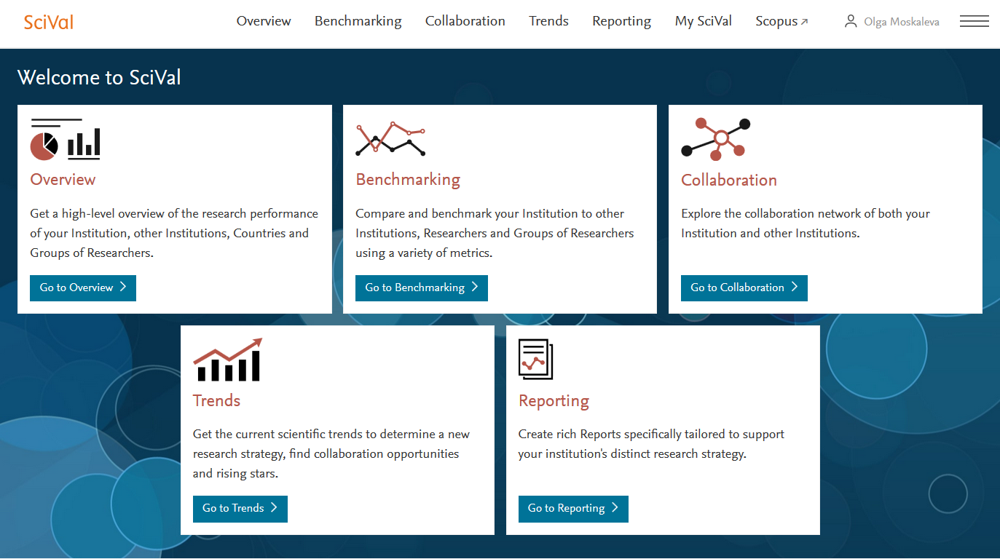 SciVal
Overview
Benchmarking
Collaboration
Trends
Reporting
My SciVal
Scopus
Olga Moskaleva
Welcome to SciVal
Overview
Get a high-level overview of the research performance
of your Institution, other Institutions, Countries and
Groups of Researchers.
Go to Overview
Benchmarking
Compare and benchmark your Institution to other
Institutions, Researchers and Groups of Researchers
using a variety of metrics.
Go to Benchmarking
Collaboration
Explore the collaboration network of both your
Institution and other Institutions.
Go to Collaboration
Trends
Get the current scientific trends to determine a new
research strategy, find collaboration opportunities
and rising stars.
Go to Trends
Reporting
Create rich Reports specifically tailored to support
your institution's distinct research strategy.
Go to Reporting